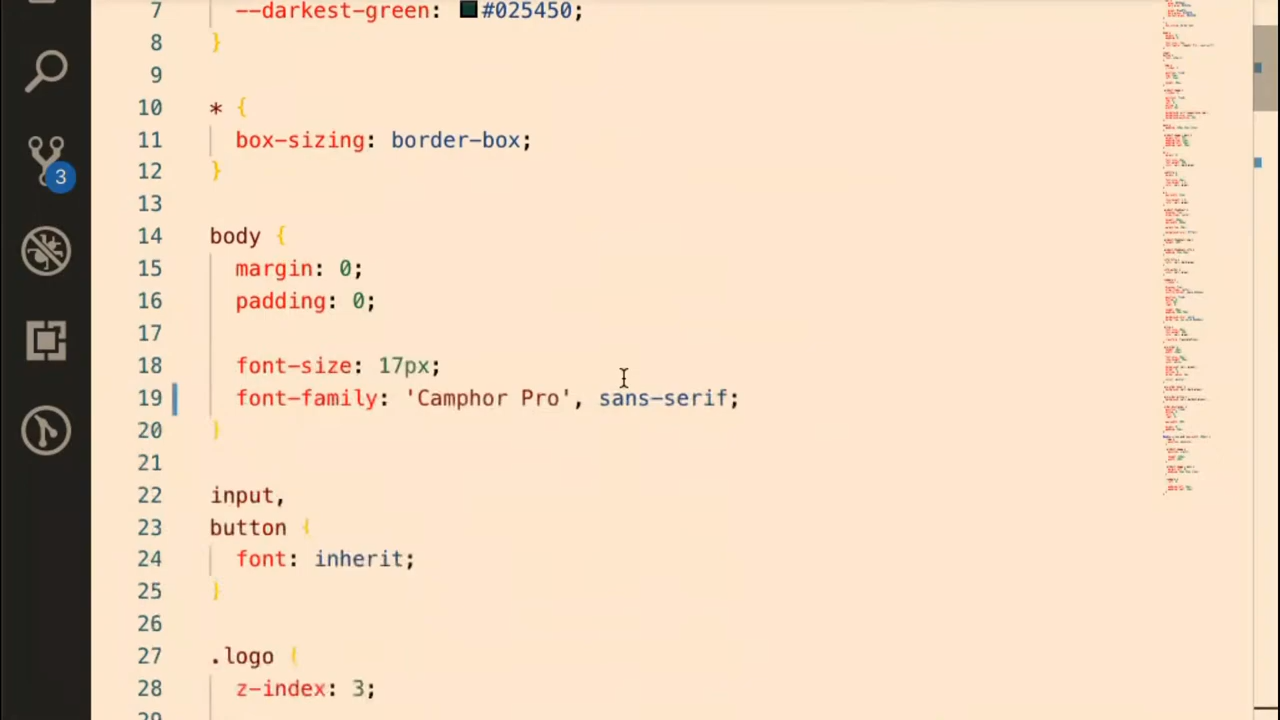 7 --darkest-green: #025450;
8 }
9
10 * {
11 box-sizing: border-box;
12 }
13
14 body {
15 margin: 0;
16 padding: 0;
17
18 font-size: 17px;
19 font-family: 'Camphor Pro', sans-serif;
20 }
21
22 input,
23 button {
24 font: inherit;
25 }
26
27 .logo {
28 z-index: 3;
29
3